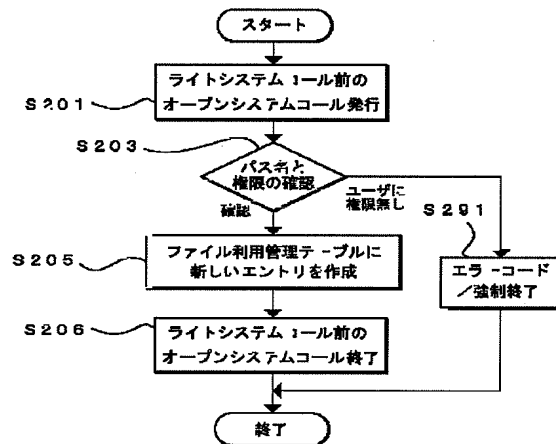 スタート
S201
ライトシステムコール前の
オープンシステムコール発行
S203
パス名と
権限の確認
確認
ユーザに
権限無し
S291
S205
ファイル利用管理テーブルに
新しいエントリを作成
エラーコード
/強制終了
S206
ライトシステムコール前の
オープンシステムコール終了
終了